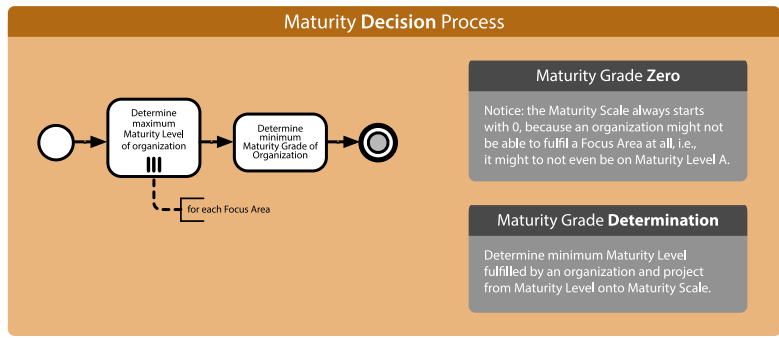 Maturity Decision Process
Determine
maximum
Maturity Level
of organization
Determine
minimum
Maturity Grade of
Organization
for each Focus Area
Maturity Grade Zero
Notice: the Maturity Scale always starts
with 0, because an organization might not
be able to fulfil a Focus Area at all, i.e.,
it might to not even be on Maturity Level A.
Maturity Grade Determination
Determine minimum Maturity Level
fulfilled by an organization and project
from Maturity Level onto Maturity Scale.